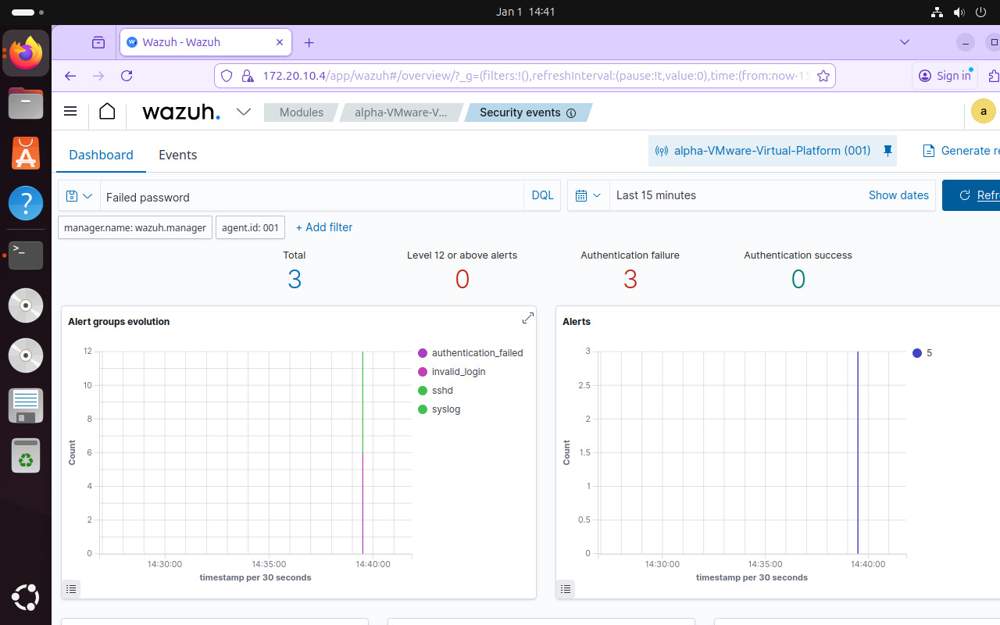 Jan 1 14:41
Wazuh - Wazuh
172.20.10.4/app/wazuh#/overview/?_g=(filters:!(),refreshInterval:(pause:!t,value:0),time:(from:now-15
Sign in
wazuh.
Modules
alpha-VMware-V...
Security events
a
Dashboard
Events
alpha-VMware-Virtual-Platform (001)
Generate re
Failed password
DQL
Last 15 minutes
Show dates
Refr
manager.name: wazuh.manager
agent.id: 001
+ Add filter
Total
3
Level 12 or above alerts
0
Authentication failure
3
Authentication success
0
Alert groups evolution
12
10
8
6
4
2
0
Count
14:30:00
14:35:00
14:40:00
timestamp per 30 seconds
authentication_failed
invalid_login
sshd
syslog
Alerts
3
2.5
2
1.5
1
0.5
0
Count
14:30:00
14:35:00
14:40:00
timestamp per 30 seconds
5